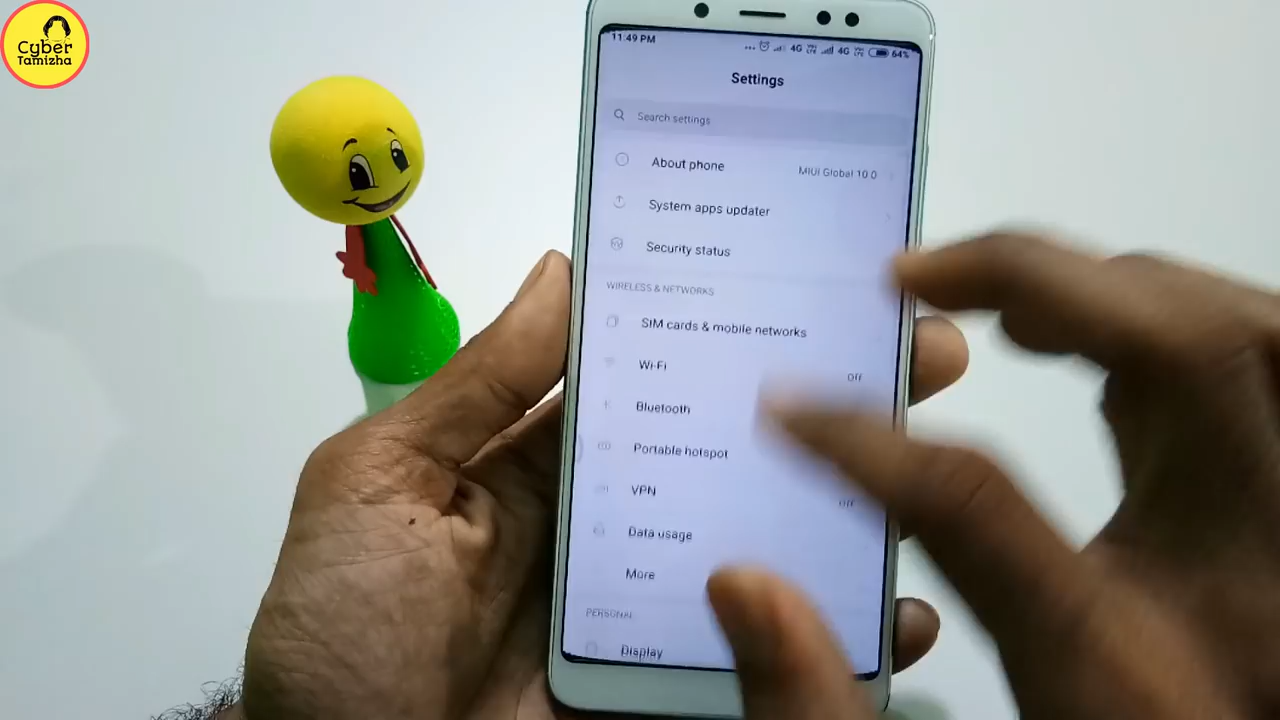 Cyber
Tamizha
11:49 PM
4G
4G
64%
Settings
Search settings
About phone
MIUI Global 10.0
System apps updater
Security status
WIRELESS & NETWORKS
SIM cards & mobile networks
Wi-Fi
Off
Bluetooth
Portable hotspot
VPN
Off
Data usage
More
PERSONAL
Display